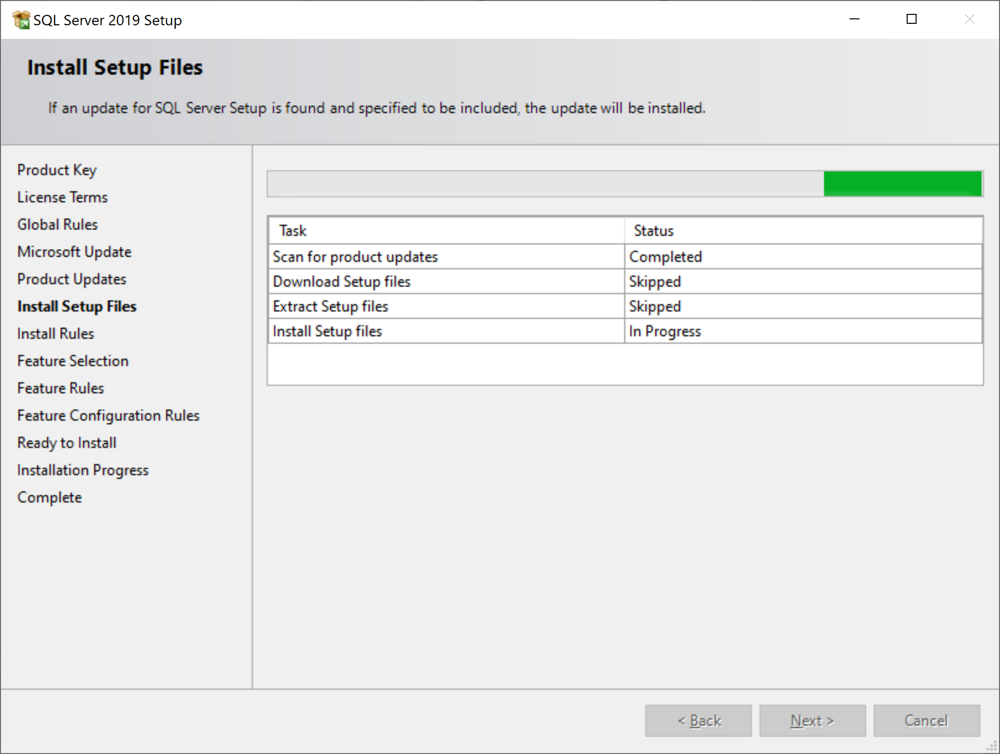 SQL Server 2019 Setup
Install Setup Files
If an update for SQL Server Setup is found and specified to be included, the update will be installed.
Product Key
License Terms
Global Rules
Microsoft Update
Product Updates
Install Setup Files
Install Rules
Feature Selection
Feature Rules
Feature Configuration Rules
Ready to Install
Installation Progress
Complete
Task Status
Scan for product updates Completed
Download Setup files Skipped
Extract Setup files Skipped
Install Setup files In Progress
< Back Next > Cancel